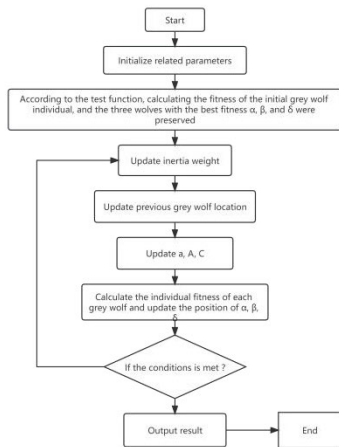 Start
Initialize related parameters
According to the test function, calculating the fitness of the initial grey wolf
individual, and the three wolves with the best fitness α, β, and δ were
preserved
Update inertia weight
Update previous grey wolf location
Update a, A, C
Calculate the individual fitness of each
grey wolf and update the position of α, β,
δ
If the conditions is met ?
Output result
End